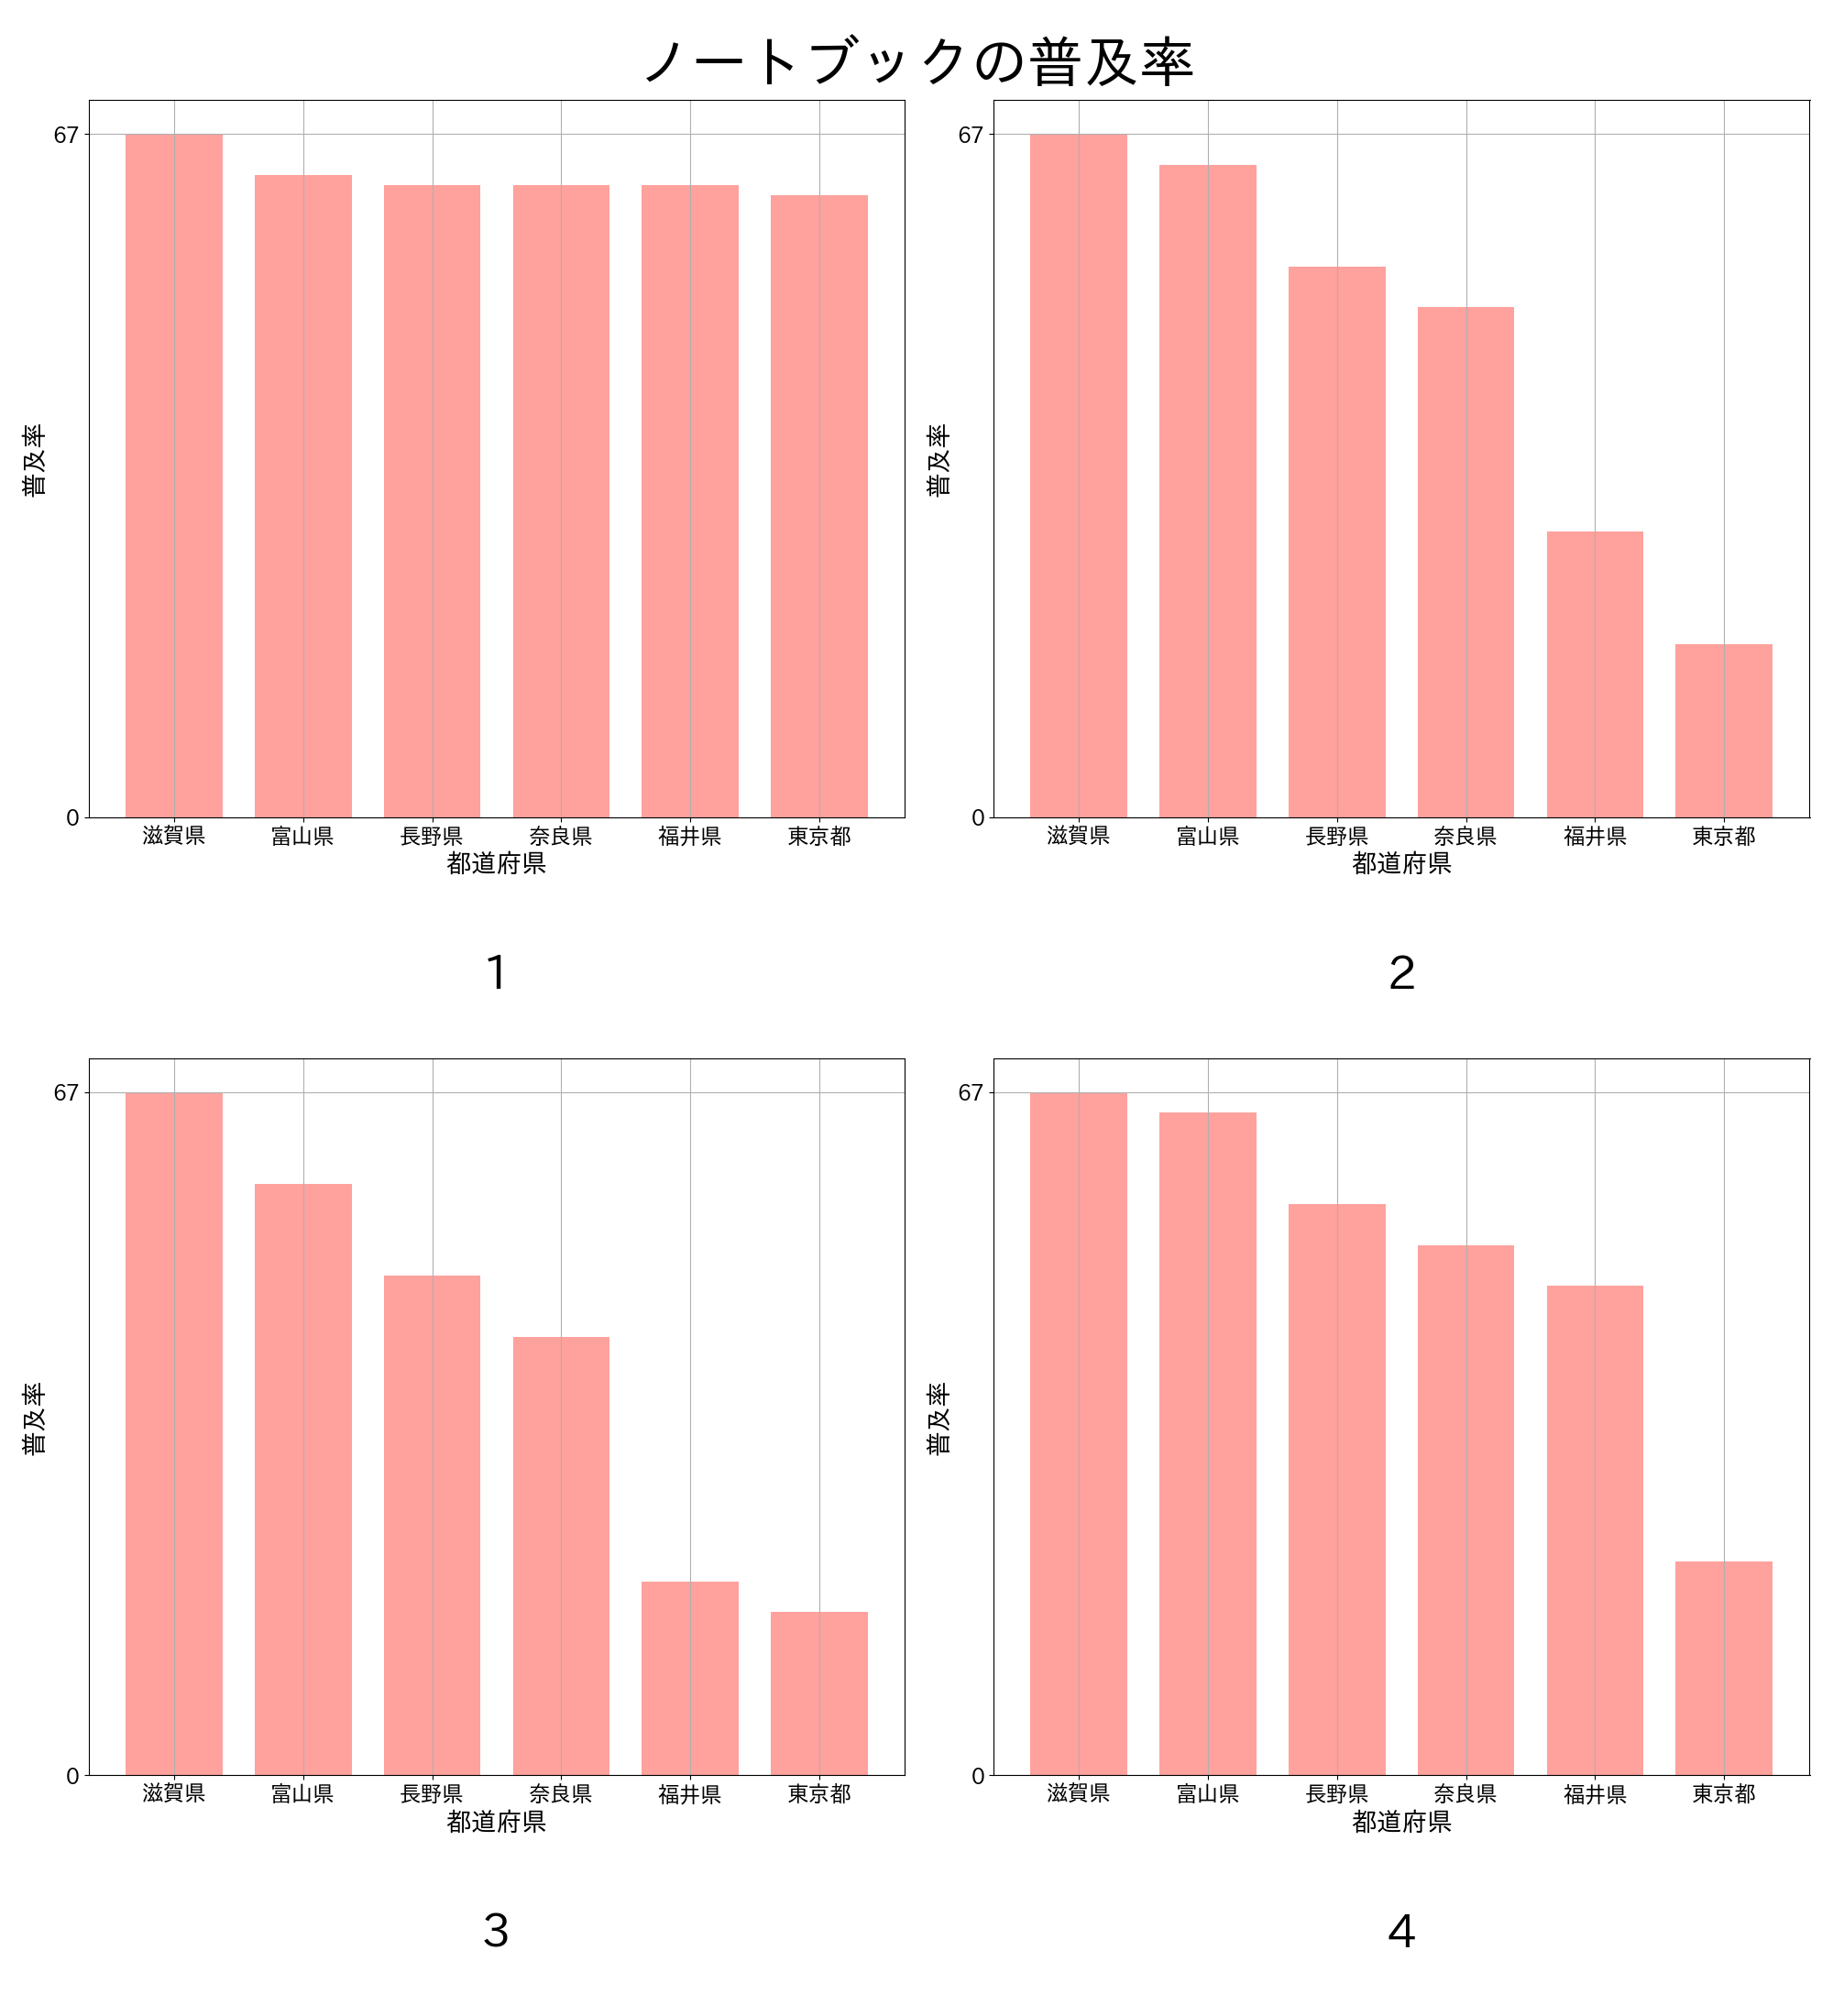 ノートブックの普及率
67
0
普及率
滋賀県 富山県 長野県 奈良県 福井県 東京都
都道府県
1
67
0
普及率
滋賀県 富山県 長野県 奈良県 福井県 東京都
都道府県
2
67
0
普及率
滋賀県 富山県 長野県 奈良県 福井県 東京都
都道府県
3
67
0
普及率
滋賀県 富山県 長野県 奈良県 福井県 東京都
都道府県
4